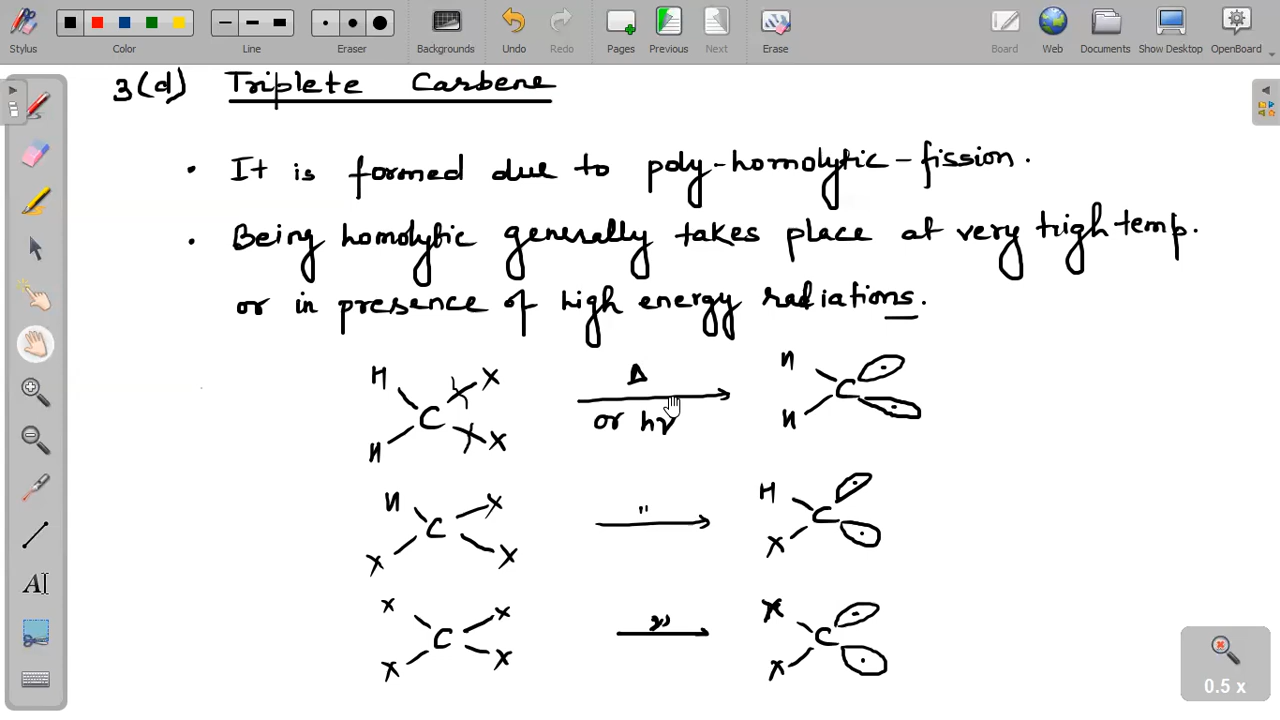 Stylus Color Line Eraser Backgrounds Undo Redo Pages Previous Next Erase Board Web Documents Show Desktop OpenBoard
3(d) Triplete Carbene
· It is formed due to poly-homolytic-fission.
· Being homolytic generally takes place at very high temp.
or in presence of high energy radiations.
H X Δ H
C C
H X or hν H
H X " H
C C
X X X
X X " X
C C
X X X
0.5 x